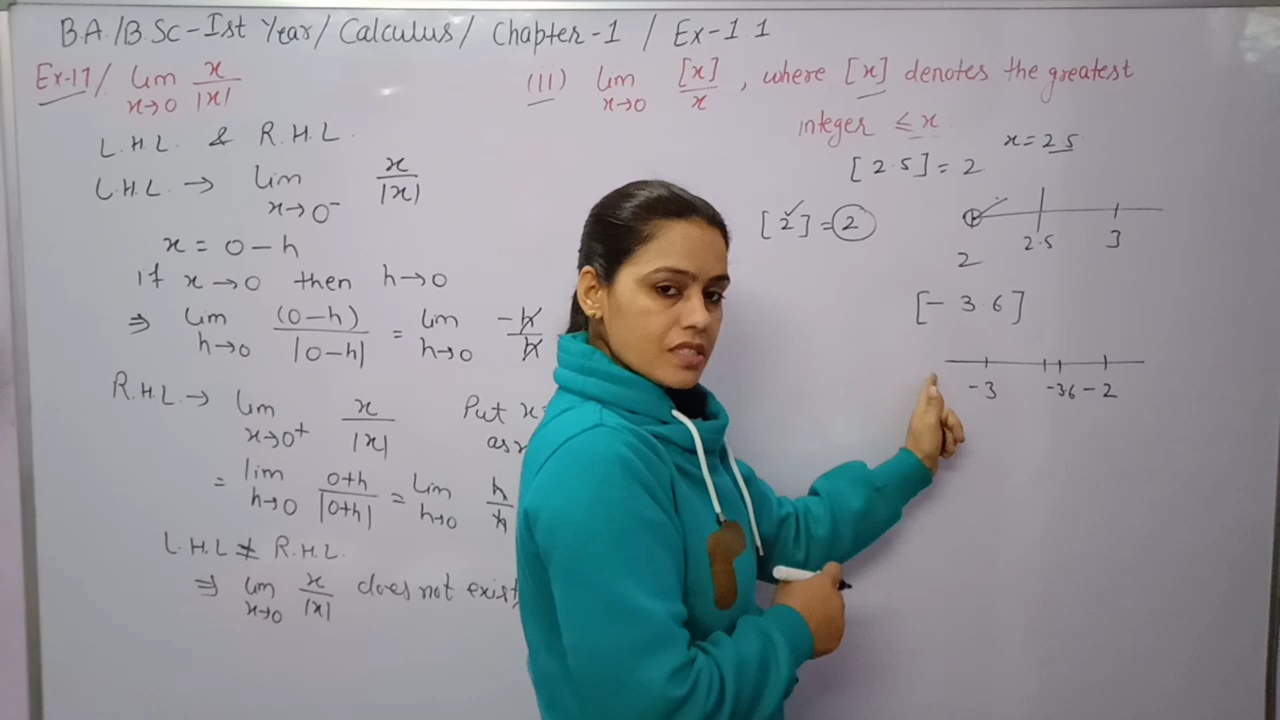 B.A./B.Sc-Ist Year/ Calculus/ Chapter-1 / Ex-1.1
Ex-17/ lim x→0 x/|x|
L.H.L. & R.H.L.
L.H.L. → lim x→0⁻ x/|x|
x = 0-h
If x→0 then h→0
⇒ lim h→0 (0-h)/|0-h| = lim h→0 -h/h
R.H.L → lim x→0⁺ x/|x| Put x=
as x
= lim h→0 0+h/|0+h| = lim h→0 h/h
L.H.L ≠ R.H.L.
⇒ lim x→0 x/|x| does not exist
(ii) lim x→0 [x]/x , where [x] denotes the greatest
integer ≤ x
x = 2.5
[2.5] = 2
[2] = 2
2.5 3
2
[- 3.6]
-3 -3.6 -2